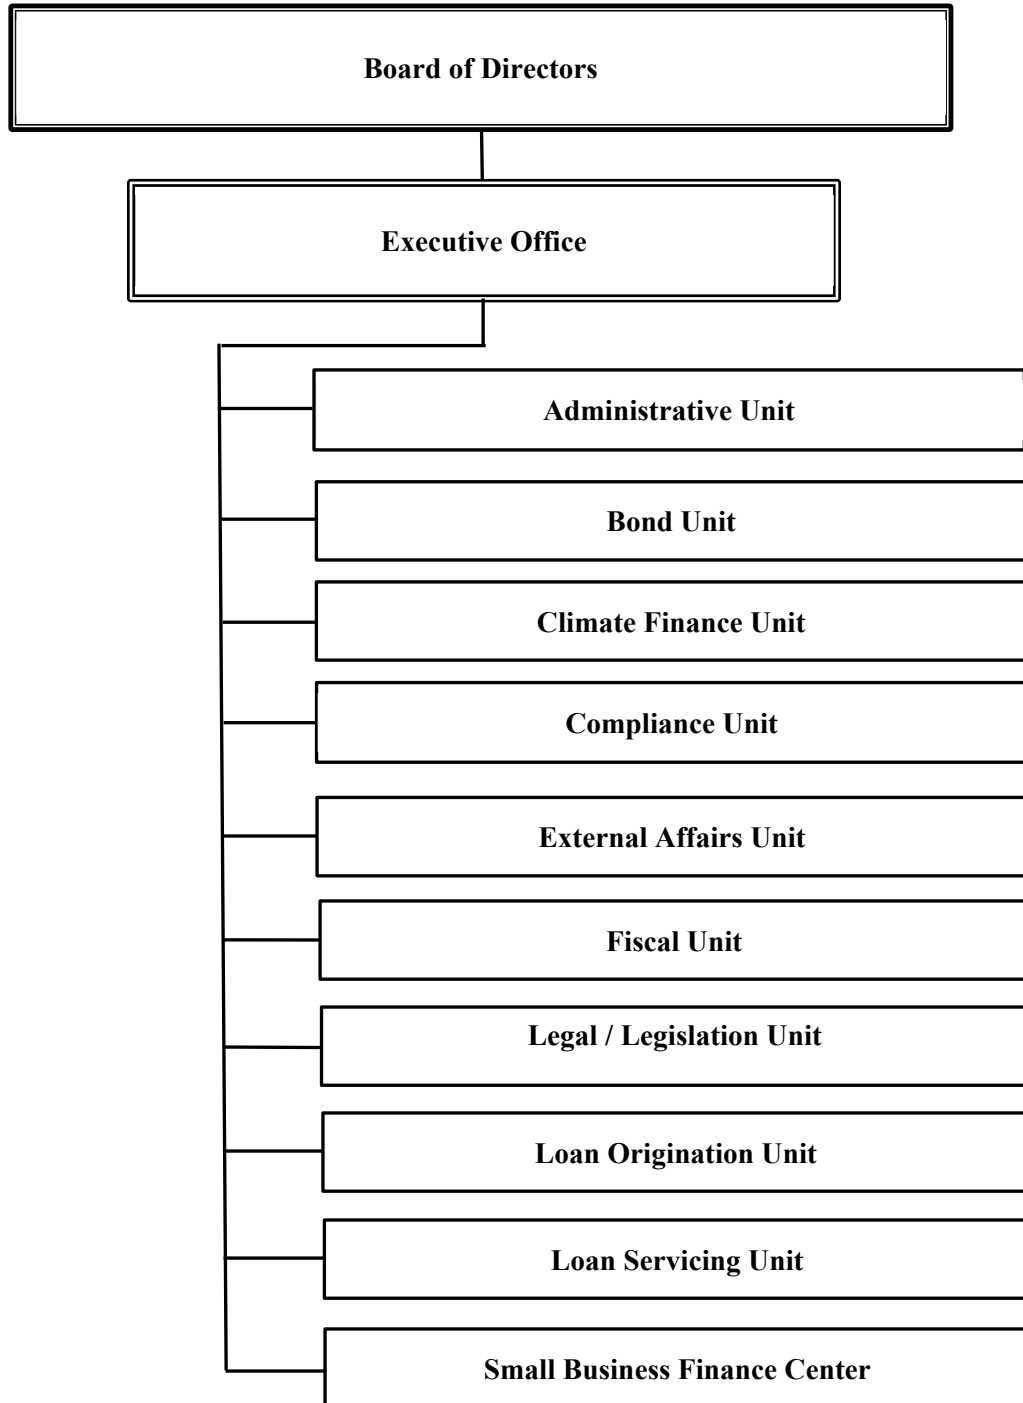 Board of Directors
Executive Office
Administrative Unit
Bond Unit
Climate Finance Unit
Compliance Unit
External Affairs Unit
Fiscal Unit
Legal / Legislation Unit
Loan Origination Unit
Loan Servicing Unit
Small Business Finance Center